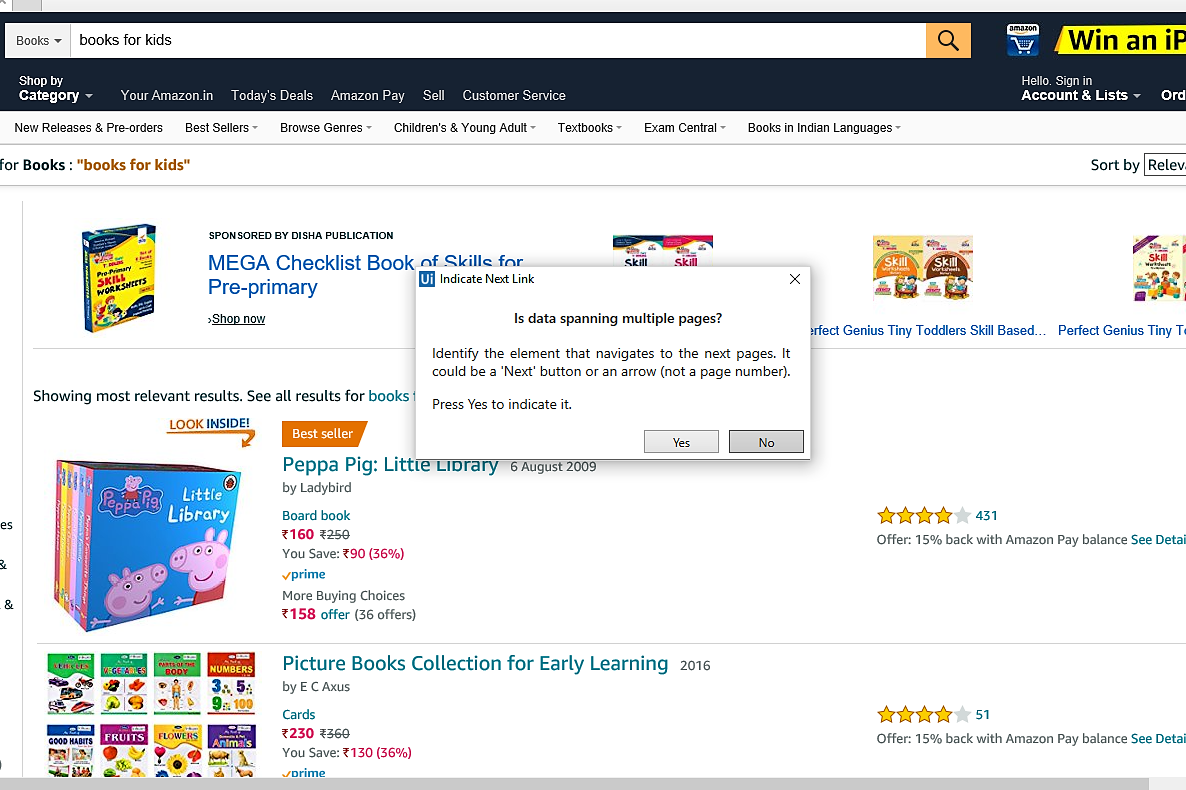 Books
books for kids
amazon
Win an iP
Shop by
Category
Your Amazon.in
Today's Deals
Amazon Pay
Sell
Customer Service
Hello. Sign in
Account & Lists
Ord
New Releases & Pre-orders
Best Sellers
Browse Genres
Children's & Young Adult
Textbooks
Exam Central
Books in Indian Languages
for Books : "books for kids"
Sort by
Releva
SPONSORED BY DISHA PUBLICATION
MEGA Checklist Book of Skills for
Pre-primary
›Shop now
Pre-Primary
SKILL
WORKSHEETS
Skill
Skill
Skill
Worksheets
Skill
Worksheets
Skill
Worksheets
erfect Genius Tiny Toddlers Skill Based...
Perfect Genius Tiny To
Ui Indicate Next Link
Is data spanning multiple pages?
Identify the element that navigates to the next pages. It
could be a 'Next' button or an arrow (not a page number).
Press Yes to indicate it.
Yes
No
Showing most relevant results. See all results for books f
LOOK INSIDE!
Peppa Pig
Little
Library
Best seller
Peppa Pig: Little Library 6 August 2009
by Ladybird
Board book
₹160 ₹250
You Save: ₹90 (36%)
prime
More Buying Choices
₹158 offer (36 offers)
431
Offer: 15% back with Amazon Pay balance See Detai
es
&
&
)
VEHICLES
VEGETABLES
PARTS OF THE
BODY
NUMBERS
3
5
9
100
GOOD HABITS
FRUITS
FLOWERS
Animals
Picture Books Collection for Early Learning 2016
by E C Axus
Cards
₹230 ₹360
You Save: ₹130 (36%)
prime
51
Offer: 15% back with Amazon Pay balance See Detai